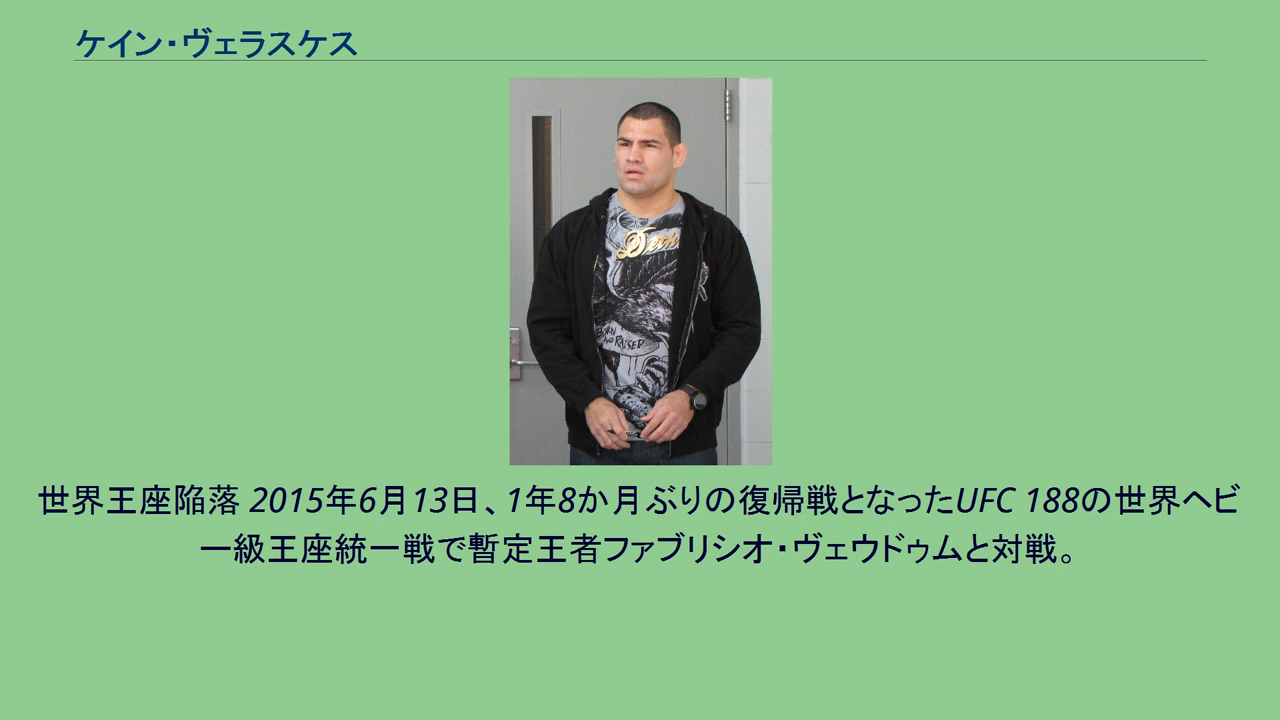 ケイン・ヴェラスケス
BORN
AND RAISED
世界王座陥落 2015年6月13日、1年8か月ぶりの復帰戦となったUFC 188の世界ヘビ
ー級王座統一戦で暫定王者ファブリシオ・ヴェウドゥムと対戦。